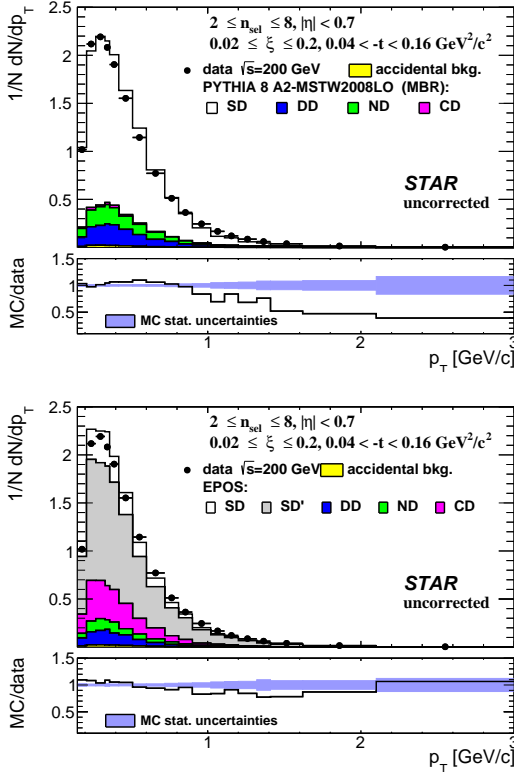 2 ≤ n_sel ≤ 8, |η| < 0.7
0.02 ≤ ξ ≤ 0.2, 0.04 < -t < 0.16 GeV²/c²
data √s=200 GeV accidental bkg.
PYTHIA 8 A2-MSTW2008LO (MBR):
SD DD ND CD
STAR
uncorrected
1/N dN/dp_T
2.5
2
1.5
1
0.5
MC/data
1.5
1
0.5
MC stat. uncertainties
1 2 3
p_T [GeV/c]
2 ≤ n_sel ≤ 8, |η| < 0.7
0.02 ≤ ξ ≤ 0.2, 0.04 < -t < 0.16 GeV²/c²
data √s=200 GeV accidental bkg.
EPOS:
SD SD' DD ND CD
STAR
uncorrected
1/N dN/dp_T
2.5
2
1.5
1
0.5
MC/data
1.5
1
0.5
MC stat. uncertainties
1 2 3
p_T [GeV/c]